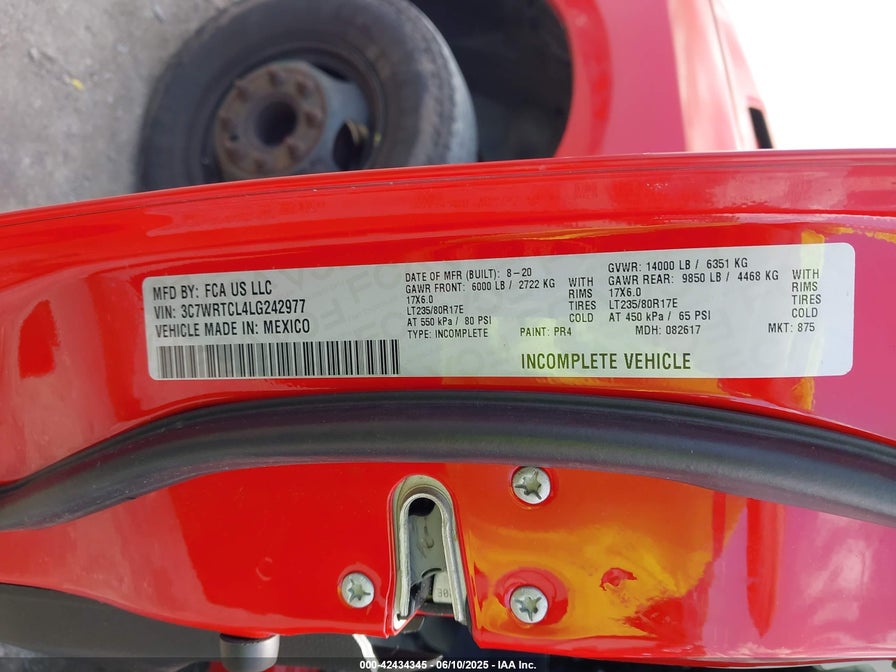 MFD BY: FCA US LLC
VIN: 3C7WRTCL4LG242977
VEHICLE MADE IN: MEXICO
DATE OF MFR (BUILT): 8-20
GAWR FRONT: 6000 LB / 2722 KG WITH
17X6.0 RIMS
LT235/80R17E TIRES
AT 550 kPa / 80 PSI COLD
TYPE: INCOMPLETE PAINT: PR4
GVWR: 14000 LB / 6351 KG
GAWR REAR: 9850 LB / 4468 KG WITH
17X6.0 RIMS
LT235/80R17E TIRES
AT 450 kPa / 65 PSI COLD
MDH: 082617 MKT: 875
INCOMPLETE VEHICLE
000-42434345 - 06/10/2025 - IAA Inc.